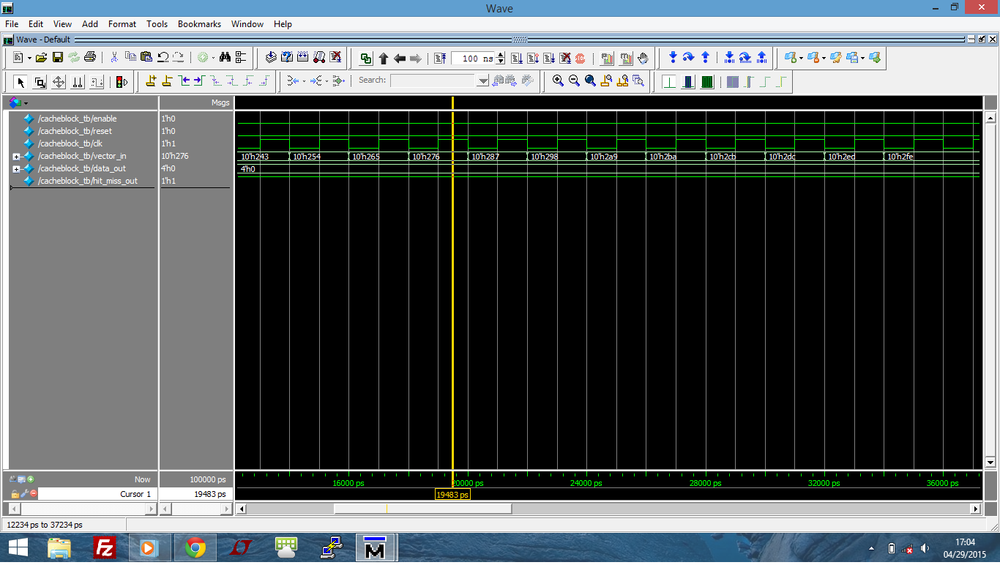 Wave
File Edit View Add Format Tools Bookmarks Window Help
Wave - Default
100 ns
Search:
Msgs
/cacheblock_tb/enable 1'h0
/cacheblock_tb/reset 1'h0
/cacheblock_tb/clk 1'h1
/cacheblock_tb/vector_in 10'h276 10'h243 10'h254 10'h265 10'h276 10'h287 10'h298 10'h2a9 10'h2ba 10'h2cb 10'h2dc 10'h2ed 10'h2fe
/cacheblock_tb/data_out 4'h0 4'h0
/cacheblock_tb/hit_miss_out 1'h1
Now 100000 ps 16000 ps 20000 ps 24000 ps 28000 ps 32000 ps 36000 ps
Cursor 1 19483 ps 19483 ps
12234 ps to 37234 ps
Fz M 17:04
04/29/2015